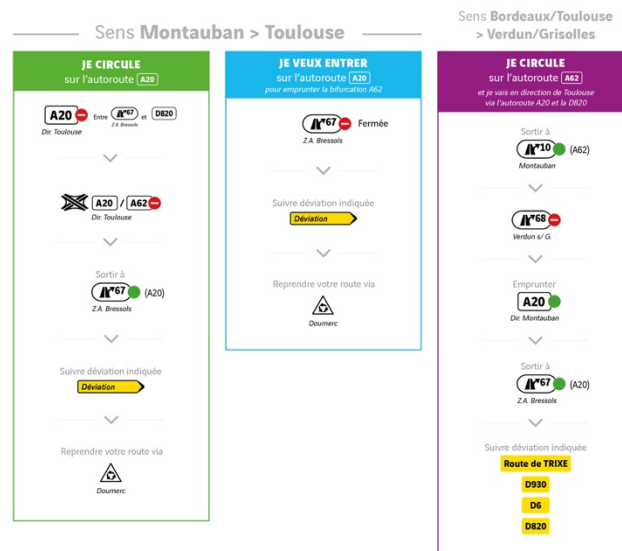 Sens Montauban > Toulouse
JE CIRCULE
sur l'autoroute A20
A20 Entre 67 et D820
Dir. Toulouse Z.A. Bressols
A20 / A62
Dir. Toulouse
Sortir à
67 (A20)
Z.A. Bressols
Suivre déviation indiquée
Déviation
Reprendre votre route via
Doumerc
JE VEUX ENTRER
sur l'autoroute A20
pour emprunter la bifurcation A62
67 Fermée
Z.A. Bressols
Suivre déviation indiquée
Déviation
Reprendre votre route via
Doumerc
Sens Bordeaux/Toulouse
> Verdun/Grisolles
JE CIRCULE
sur l'autoroute A62
et je vais en direction de Toulouse
via l'autoroute A20 et la D820
Sortir à
10 (A62)
Montauban
68
Verdun s/ G.
Emprunter
A20
Dir. Montauban
Sortir à
67 (A20)
Z.A. Bressols
Suivre déviation indiquée
Route de TRIXE
D930
D6
D820